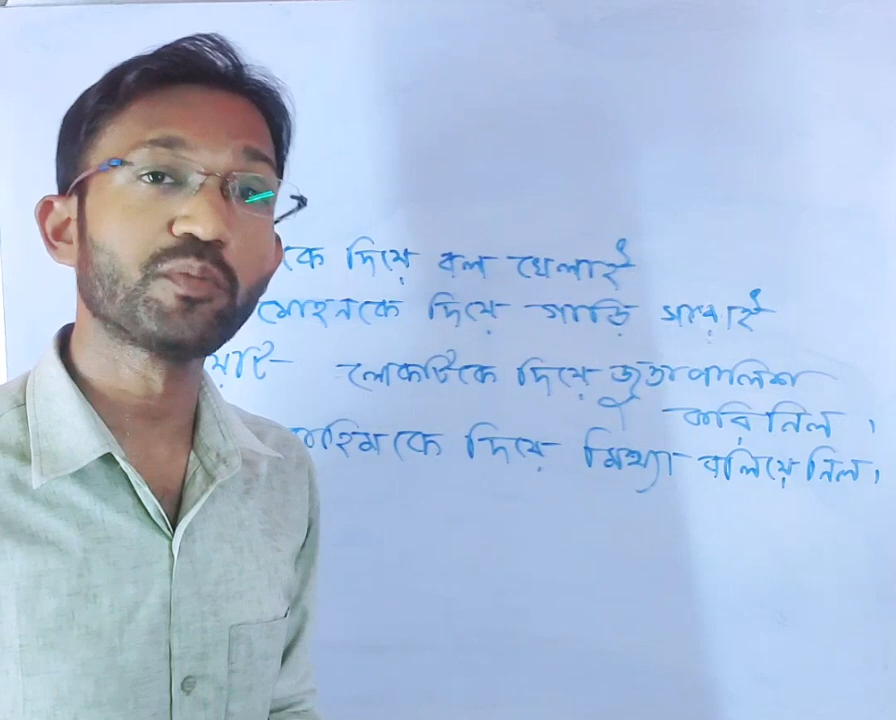 কে দিয়ে বল খেলাই
মোহনকে দিয়ে গাড়ি সারাই
য়টি লোকটিকে দিয়ে জুতা পালিশ
করি নিল ।
রহিমকে দিয়ে মিথ্যা বলিয়ে নিল ।